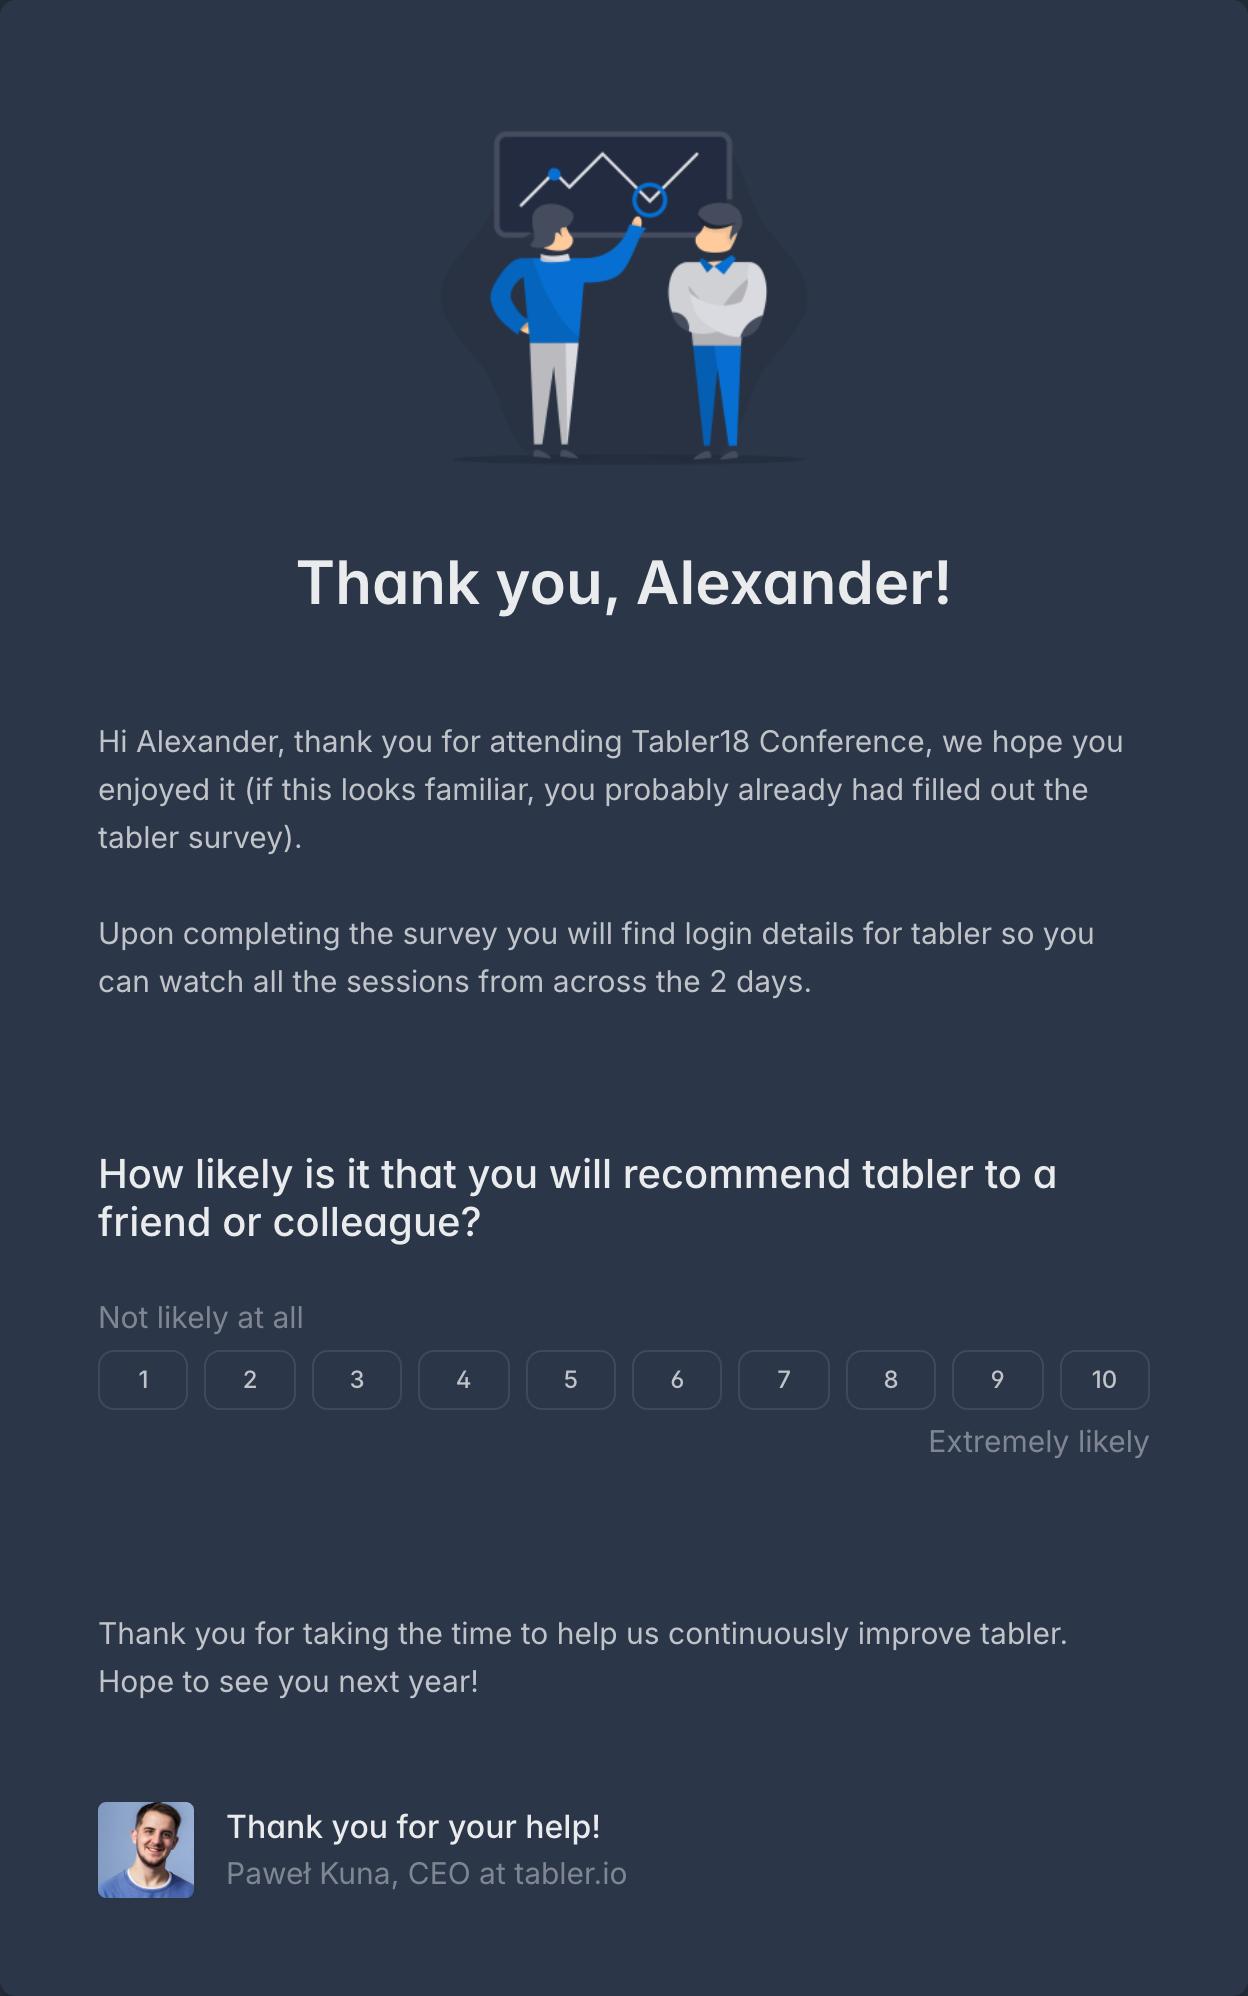 Thank you, Alexander!
Hi Alexander, thank you for attending Tabler18 Conference, we hope you
enjoyed it (if this looks familiar, you probably already had filled out the
tabler survey).
Upon completing the survey you will find login details for tabler so you
can watch all the sessions from across the 2 days.
How likely is it that you will recommend tabler to a
friend or colleague?
Not likely at all
1 2 3 4 5 6 7 8 9 10
Extremely likely
Thank you for taking the time to help us continuously improve tabler.
Hope to see you next year!
Thank you for your help!
Paweł Kuna, CEO at tabler.io